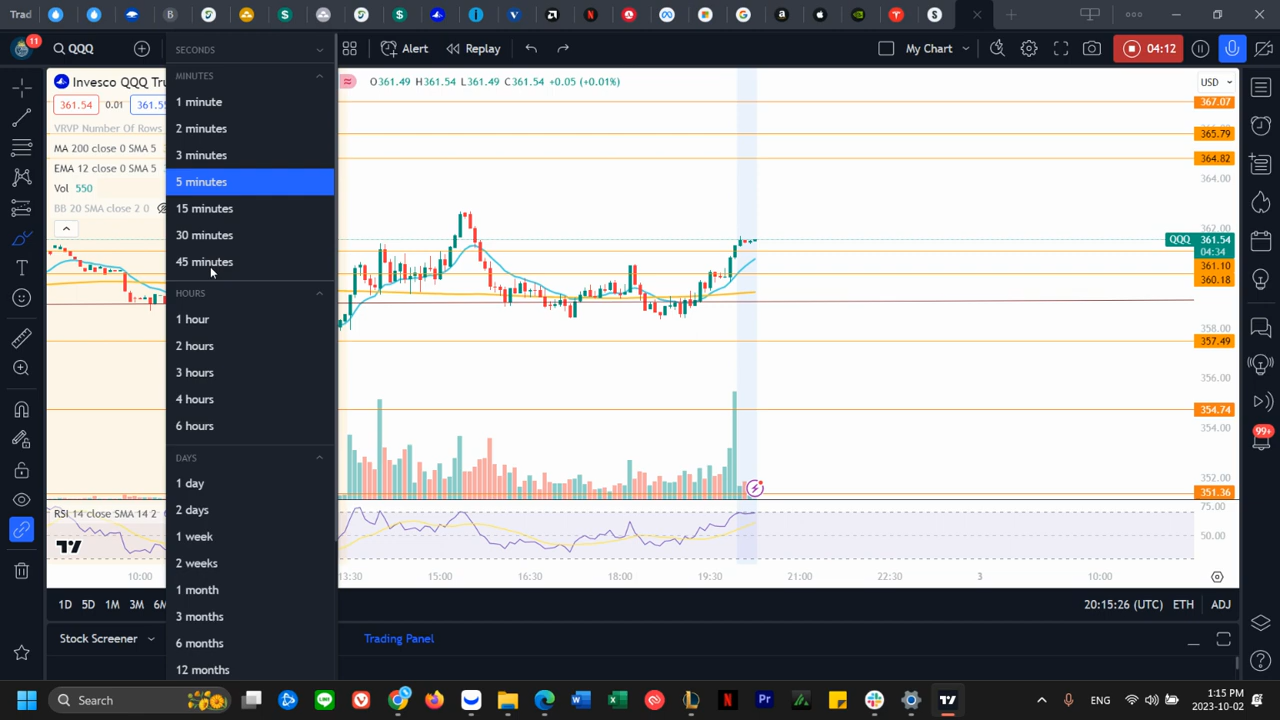 Trad
11
QQQ
Alert
Replay
My Chart
04:12
SECONDS
MINUTES
1 minute
2 minutes
3 minutes
5 minutes
15 minutes
30 minutes
45 minutes
HOURS
1 hour
2 hours
3 hours
4 hours
6 hours
DAYS
1 day
2 days
1 week
2 weeks
1 month
3 months
6 months
12 months
Invesco QQQ Tru
O361.49 H361.54 L361.49 C361.54 +0.05 (+0.01%)
361.54 0.01 361.55
VRVP Number Of Rows
MA 200 close 0 SMA 5
EMA 12 close 0 SMA 5
Vol 550
BB 20 SMA close 2 0
RSI 14 close SMA 14 2
USD
367.07
365.79
364.82
364.00
362.00
QQQ 361.54
04:34
361.10
360.18
358.00
357.49
356.00
354.74
354.00
352.00
351.36
75.00
50.00
99+
10:00 13:30 15:00 16:30 18:00 19:30 21:00 22:30 3 10:00
1D 5D 1M 3M 6M
20:15:26 (UTC) ETH ADJ
Stock Screener
Trading Panel
Search
ENG
1:15 PM
2023-10-02